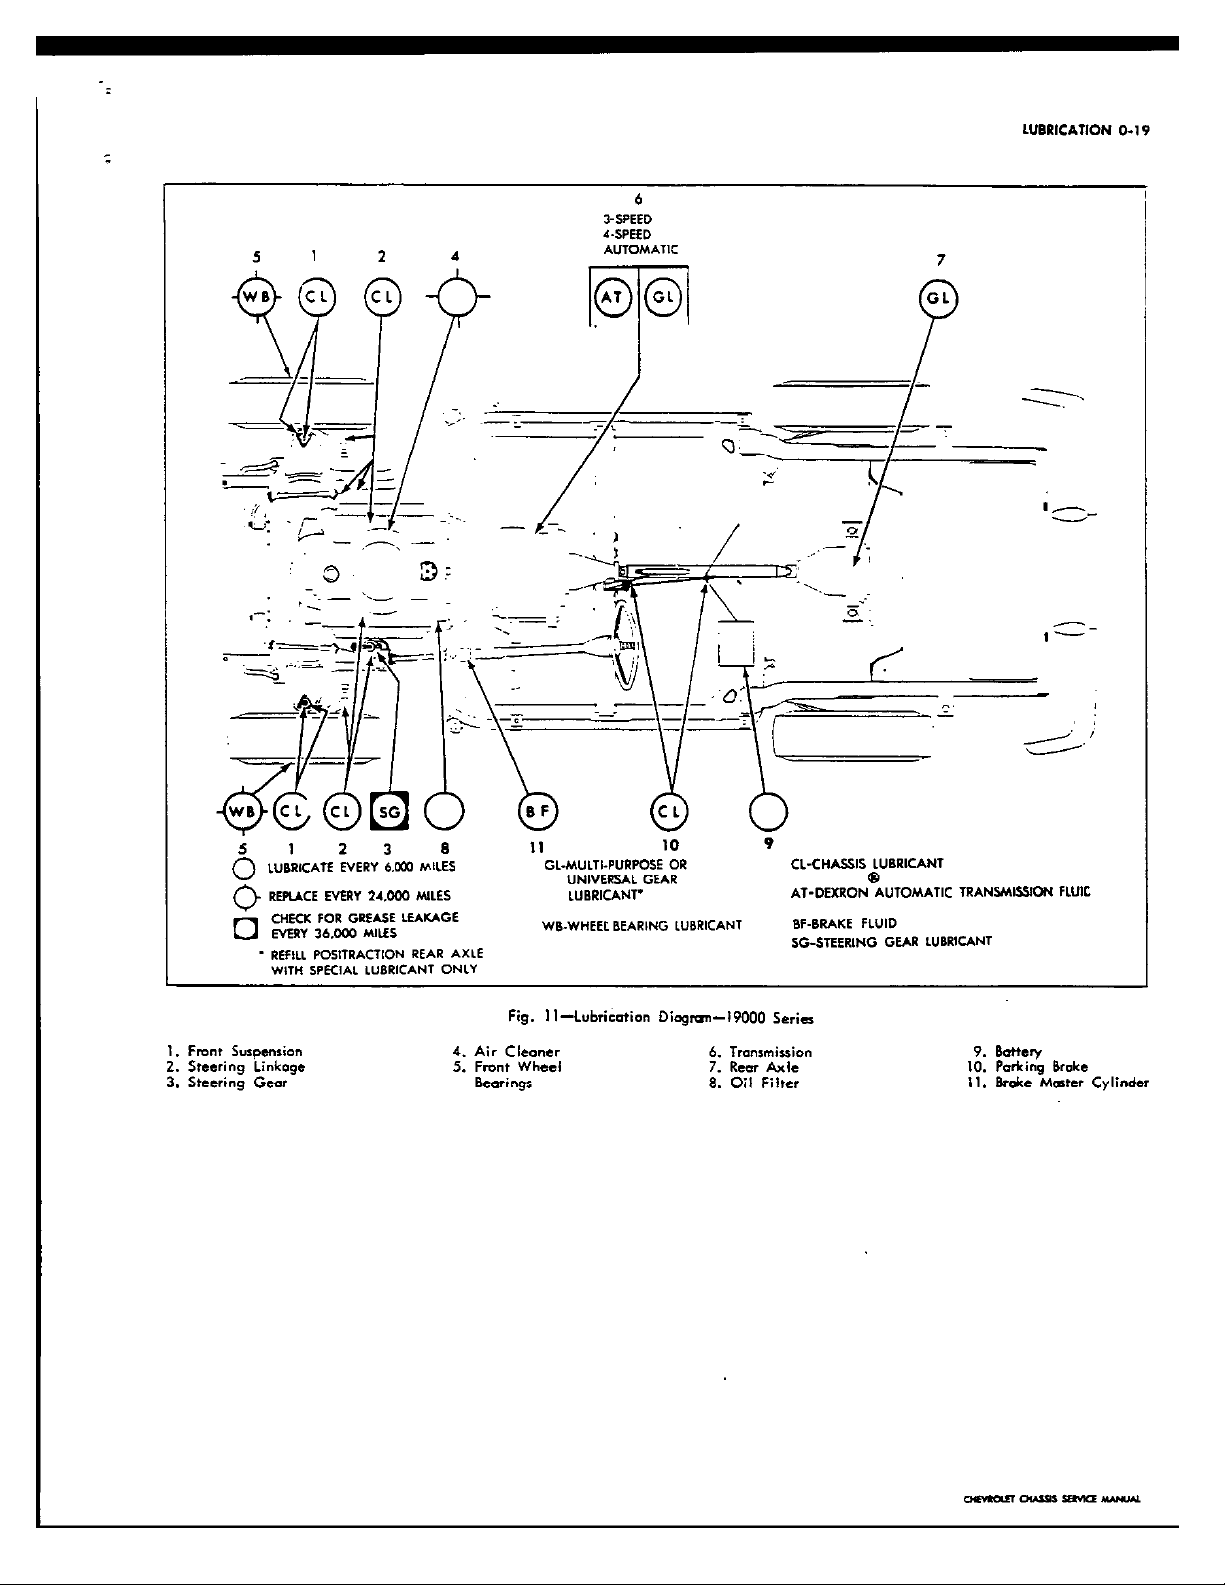 LUBRICATION 0-19
6
3-SPEED
4-SPEED
AUTOMATIC
5 1 2 4 7
WB CL CL AT GL GL
WB CL CL SG BF CL
5 1 2 3 8 11 10 9
LUBRICATE EVERY 6,000 MILES
REPLACE EVERY 24,000 MILES
CHECK FOR GREASE LEAKAGE
EVERY 36,000 MILES
* REFILL POSITRACTION REAR AXLE
WITH SPECIAL LUBRICANT ONLY
GL-MULTI-PURPOSE OR
UNIVERSAL GEAR
LUBRICANT*
WB-WHEEL BEARING LUBRICANT
CL-CHASSIS LUBRICANT
®
AT-DEXRON AUTOMATIC TRANSMISSION FLUID
BF-BRAKE FLUID
SG-STEERING GEAR LUBRICANT
Fig. 11—Lubrication Diagram—19000 Series
1. Front Suspension
2. Steering Linkage
3. Steering Gear
4. Air Cleaner
5. Front Wheel
Bearings
6. Transmission
7. Rear Axle
8. Oil Filter
9. Battery
10. Parking Brake
11. Brake Master Cylinder
CHEVROLET CHASSIS SERVICE MANUAL